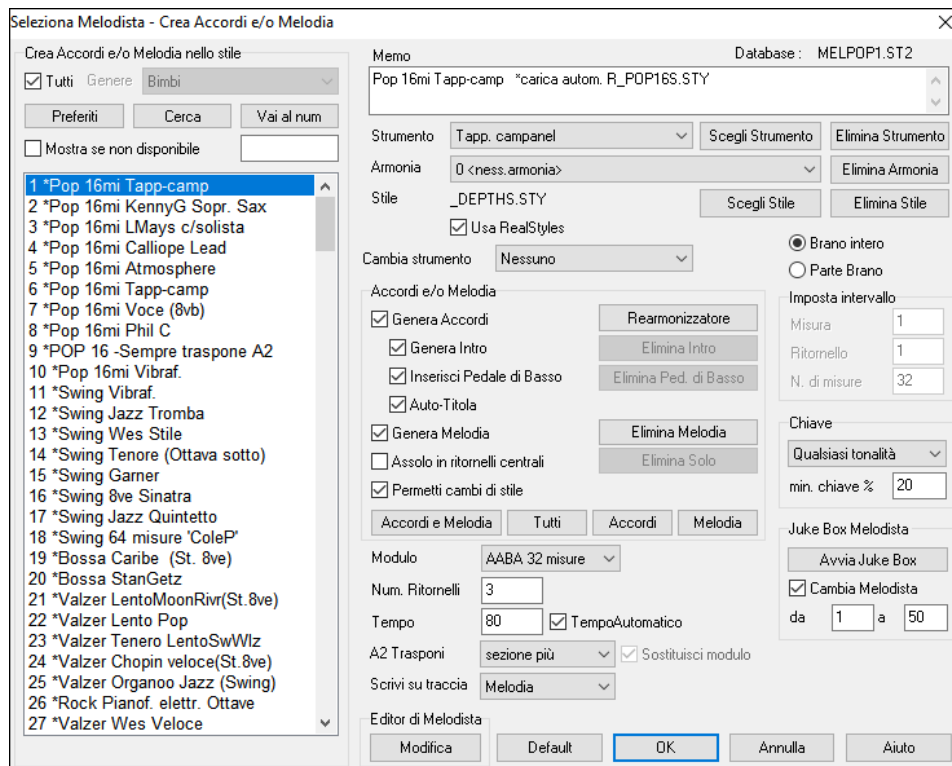 Seleziona Melodista - Crea Accordi e/o Melodia
Crea Accordi e/o Melodia nello stile
Tutti Genere Bimbi
Preferiti Cerca Vai al num
Mostra se non disponibile
1 *Pop 16mi Tapp-camp
2 *Pop 16mi KennyG Sopr. Sax
3 *Pop 16mi LMays c/solista
4 *Pop 16mi Calliope Lead
5 *Pop 16mi Atmosphere
6 *Pop 16mi Tapp-camp
7 *Pop 16mi Voce (8vb)
8 *Pop 16mi Phil C
9 *POP 16 -Sempre traspone A2
10 *Pop 16mi Vibraf.
11 *Swing Vibraf.
12 *Swing Jazz Tromba
13 *Swing Wes Stile
14 *Swing Tenore (Ottava sotto)
15 *Swing Garner
16 *Swing 8ve Sinatra
17 *Swing Jazz Quintetto
18 *Swing 64 misure 'ColeP'
19 *Bossa Caribe (St. 8ve)
20 *Bossa StanGetz
21 *Valzer LentoMoonRivr(St.8ve)
22 *Valzer Lento Pop
23 *Valzer Tenero LentoSwWlz
24 *Valzer Chopin veloce(St.8ve)
25 *Valzer Organoo Jazz (Swing)
26 *Rock Pianof. elettr. Ottave
27 *Valzer Wes Veloce
Memo Database : MELPOP1.ST2
Pop 16mi Tapp-camp *carica autom. R_POP16S.STY
Strumento Tapp. campanel Scegli Strumento Elimina Strumento
Armonia 0 <ness.armonia> Elimina Armonia
Stile _DEPTHS.STY Scegli Stile Elimina Stile
Usa RealStyles
Cambia strumento Nessuno
Brano intero
Parte Brano
Accordi e/o Melodia
Genera Accordi Rearmonizzatore
Genera Intro Elimina Intro
Inserisci Pedale di Basso Elimina Ped. di Basso
Auto-Titola
Genera Melodia Elimina Melodia
Assolo in ritornelli centrali Elimina Solo
Permetti cambi di stile
Accordi e Melodia Tutti Accordi Melodia
Imposta intervallo
Misura 1
Ritornello 1
N. di misure 32
Chiave
Qualsiasi tonalità
min. chiave % 20
Juke Box Melodista
Avvia Juke Box
Cambia Melodista
da 1 a 50
Modulo AABA 32 misure
Num. Ritornelli 3
Tempo 80 TempoAutomatico
A2 Trasponi sezione più Sostituisci modulo
Scrivi su traccia Melodia
Editor di Melodista
Modifica Default OK Annulla Aiuto